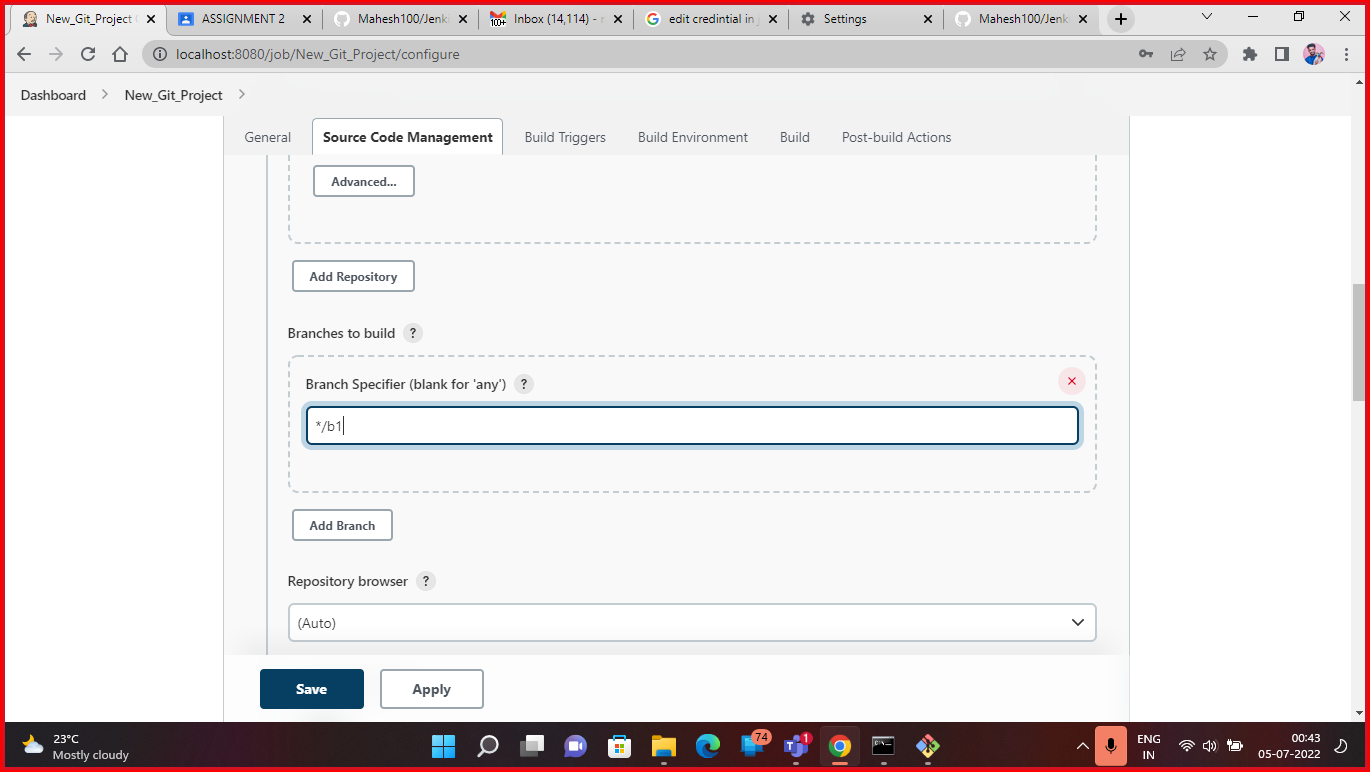 New_Git_Project
ASSIGNMENT 2
Mahesh100/Jenk
Inbox (14,114) -
edit credintial in j
Settings
Mahesh100/Jenk
localhost:8080/job/New_Git_Project/configure
Dashboard > New_Git_Project >
General
Source Code Management
Build Triggers
Build Environment
Build
Post-build Actions
Advanced...
Add Repository
Branches to build ?
Branch Specifier (blank for 'any') ?
*/b1
Add Branch
Repository browser ?
(Auto)
Save
Apply
23°C
Mostly cloudy
74
1
ENG
IN
00:43
05-07-2022